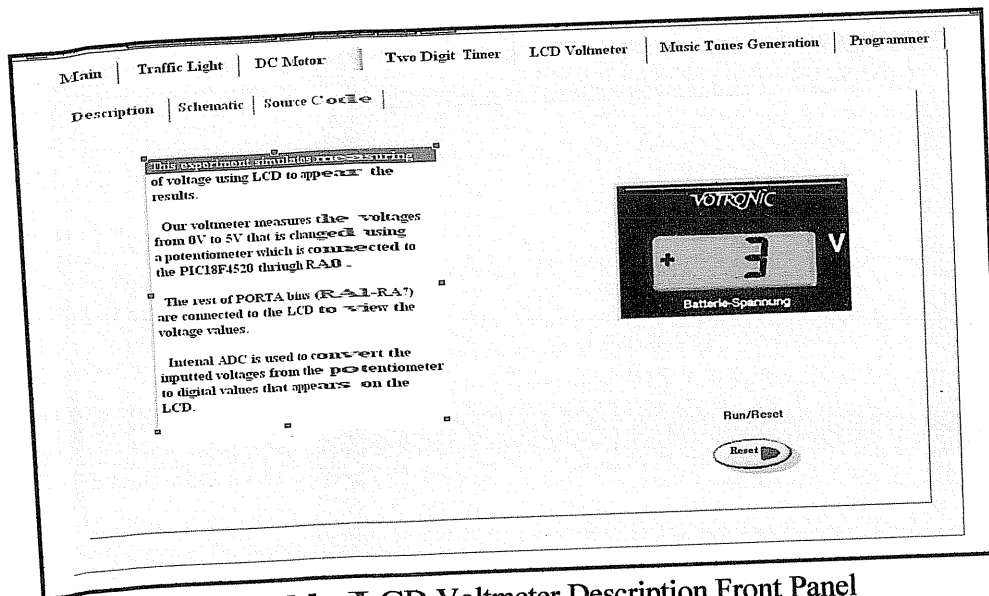 Main | Traffic Light | DC Motor | Two Digit Timer | LCD Voltmeter | Music Tones Generation | Programmer
Description | Schematic | Source Code
This experiment simulates measuring
of voltage using LCD to appear the
results.
Our voltmeter measures the voltages
from 0V to 5V that is changed using
a potentiometer which is connected to
the PIC18F4520 thriugh RA0 .
The rest of PORTA bins (RA1-RA7)
are connected to the LCD to view the
voltage values.
Intenal ADC is used to convert the
inputted voltages from the potentiometer
to digital values that appears on the
LCD.
VOTRONIC
+ 3 V
Batterie-Spannung
Run/Reset
Reset
LCD Voltmeter Description Front Panel